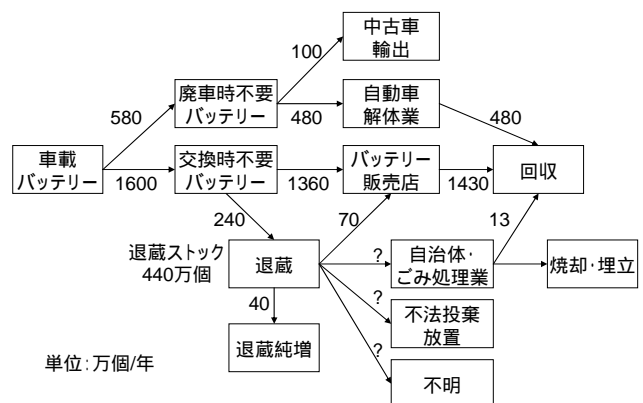 中古車
輸出
100
廃車時不要
バッテリー
580
480
自動車
解体業
480
車載
バッテリー
1600
交換時不要
バッテリー
1360
バッテリー
販売店
1430
回収
240
70
13
退蔵ストック
440万個
退蔵
?
自治体・
ごみ処理業
焼却・埋立
40
?
不法投棄
放置
退蔵純増
?
不明
単位:万個/年